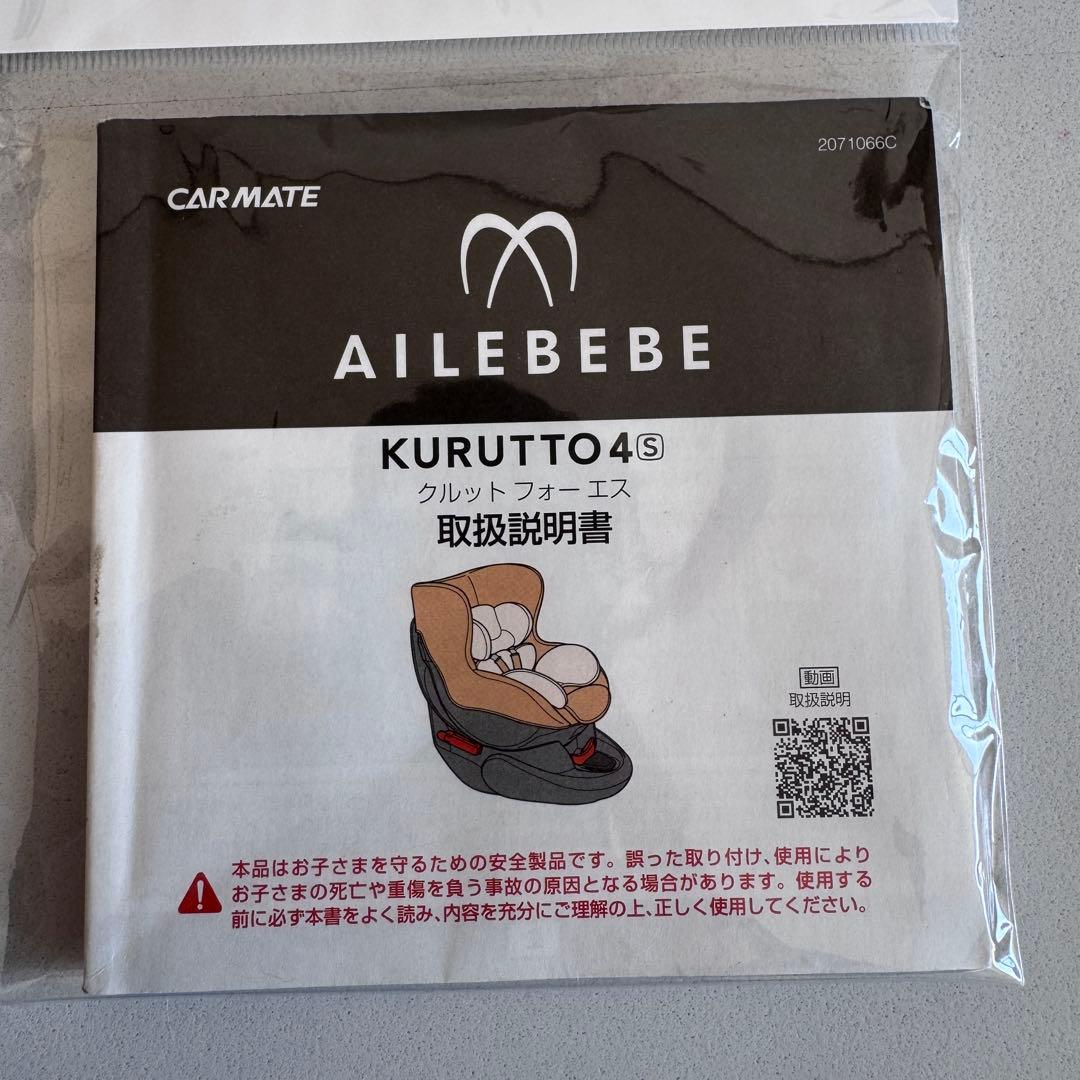 2071066C
CARMATE
AILEBEBE
KURUTTO4S
クルット フォー エス
取扱説明書
動画
取扱説明
本品はお子さまを守るための安全製品です。誤った取り付け、使用により
お子さまの死亡や重傷を負う事故の原因となる場合があります。使用する
前に必ず本書をよく読み、内容を充分にご理解の上、正しく使用してください。